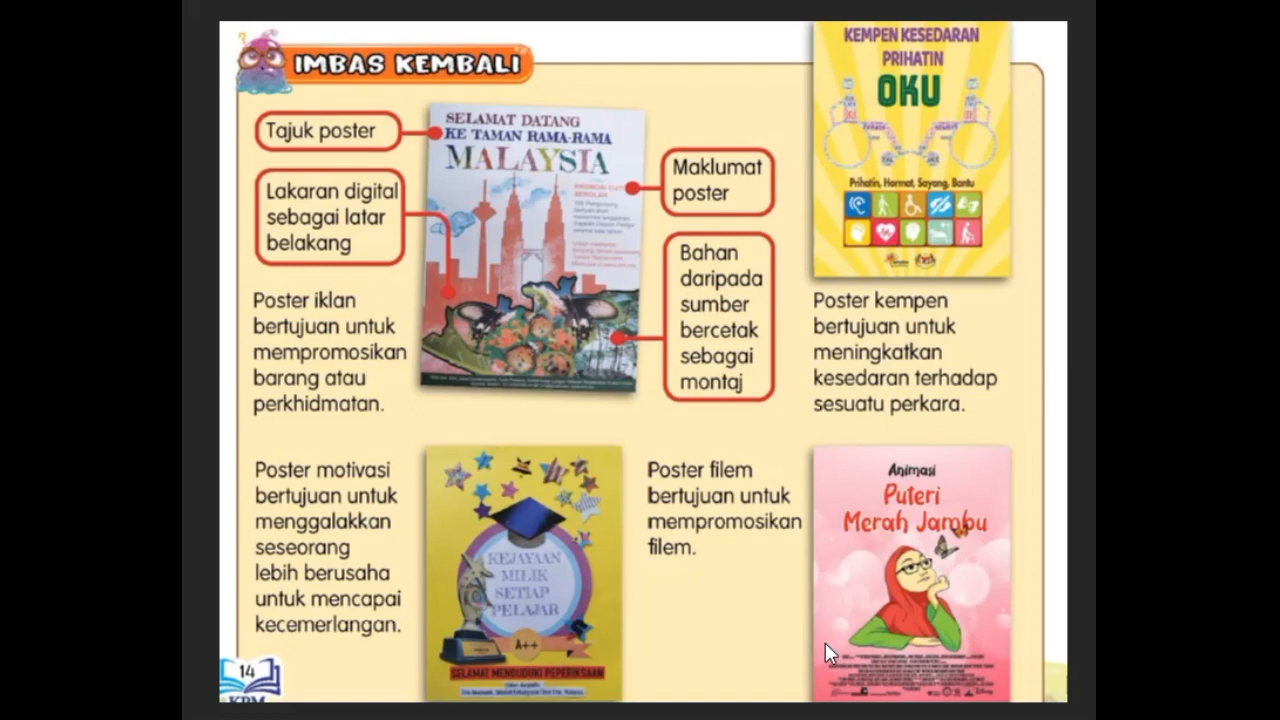 IMBAS KEMBALI
Tajuk poster
Lakaran digital
sebagai latar
belakang
SELAMAT DATANG
KE TAMAN RAMA-RAMA
MALAYSIA
Maklumat
poster
Bahan
daripada
sumber
bercetak
sebagai
montaj
Poster iklan
bertujuan untuk
mempromosikan
barang atau
perkhidmatan.
KEMPEN KESEDARAN
PRIHATIN
OKU
Prihatin, Hormat, Sayang, Bantu
Poster kempen
bertujuan untuk
meningkatkan
kesedaran terhadap
sesuatu perkara.
Poster motivasi
bertujuan untuk
menggalakkan
seseorang
lebih berusaha
untuk mencapai
kecemerlangan.
KEJAYAAN
MILIK
SETIAP
PELAJAR
A++
SELAMAT MENDUDUKI PEPERIKSAAN
Poster filem
bertujuan untuk
mempromosikan
filem.
Animasi
Puteri
Merah Jambu
14
KPM